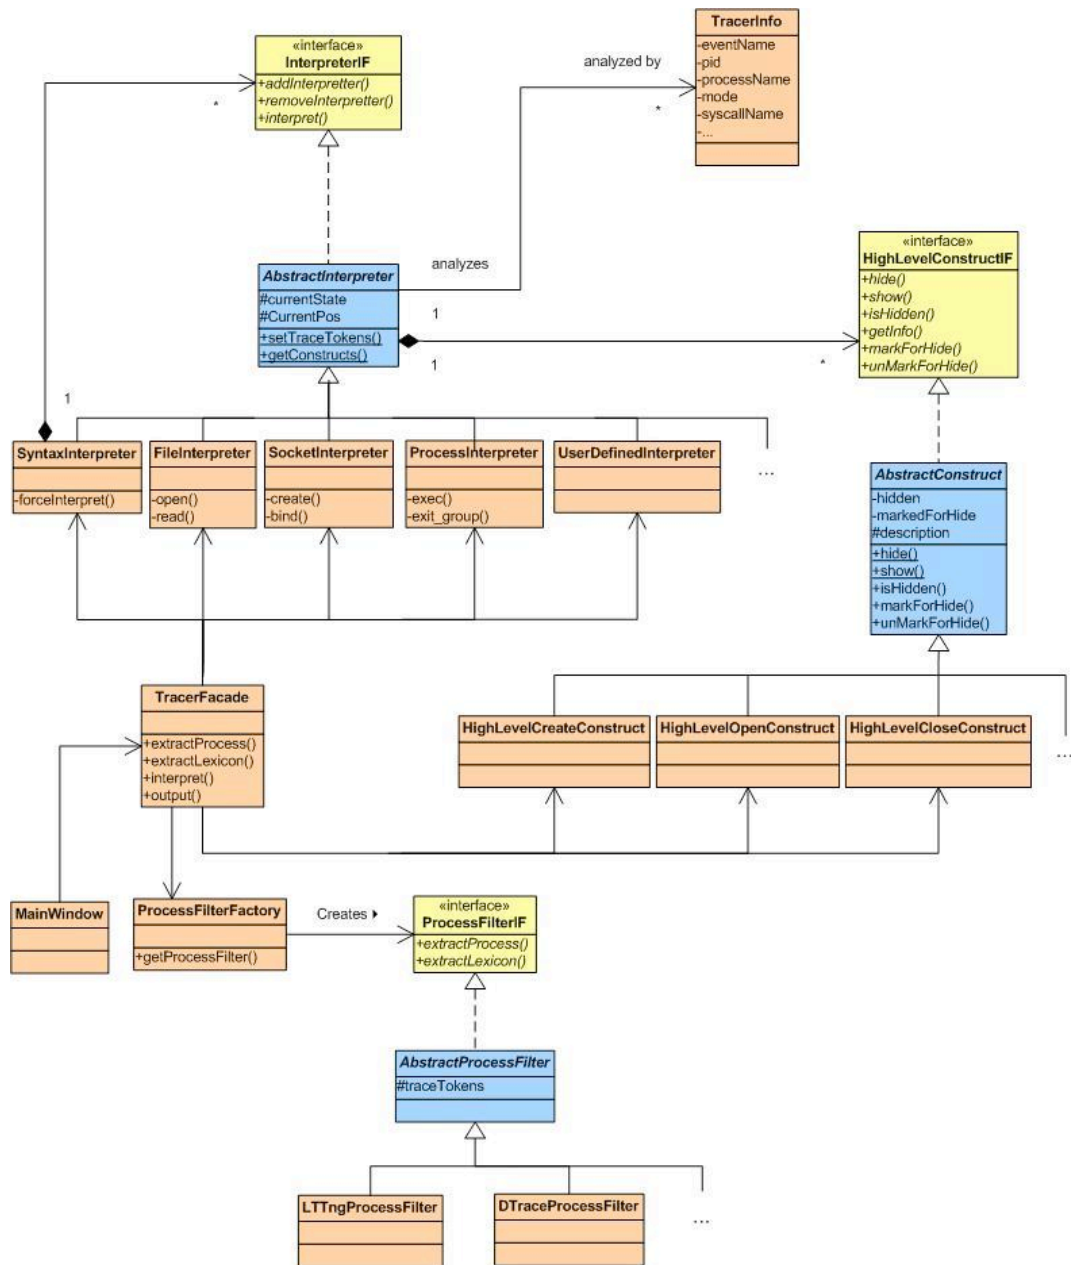 TracerInfo
-eventName
-pid
-processName
-mode
-syscallName
-...
«interface»
InterpreterIF
+addInterpretter()
+removeInterpretter()
+interpret()
analyzed by
*
*
«interface»
HighLevelConstructIF
+hide()
+show()
+isHidden()
+getInfo()
+markForHide()
+unMarkForHide()
AbstractInterpreter
#currentState
#CurrentPos
+setTraceTokens()
+getConstructs()
analyzes
1
1
*
1
SyntaxInterpreter
-forceInterpret()
FileInterpreter
-open()
-read()
SocketInterpreter
-create()
-bind()
ProcessInterpreter
-exec()
-exit_group()
UserDefinedInterpreter
...
AbstractConstruct
-hidden
-markedForHide
#description
+hide()
+show()
+isHidden()
+markForHide()
+unMarkForHide()
TracerFacade
+extractProcess()
+extractLexicon()
+interpret()
+output()
HighLevelCreateConstruct
HighLevelOpenConstruct
HighLevelCloseConstruct
...
MainWindow
ProcessFilterFactory
+getProcessFilter()
Creates
«interface»
ProcessFilterIF
+extractProcess()
+extractLexicon()
AbstractProcessFilter
#traceTokens
LTTngProcessFilter
DTraceProcessFilter
...